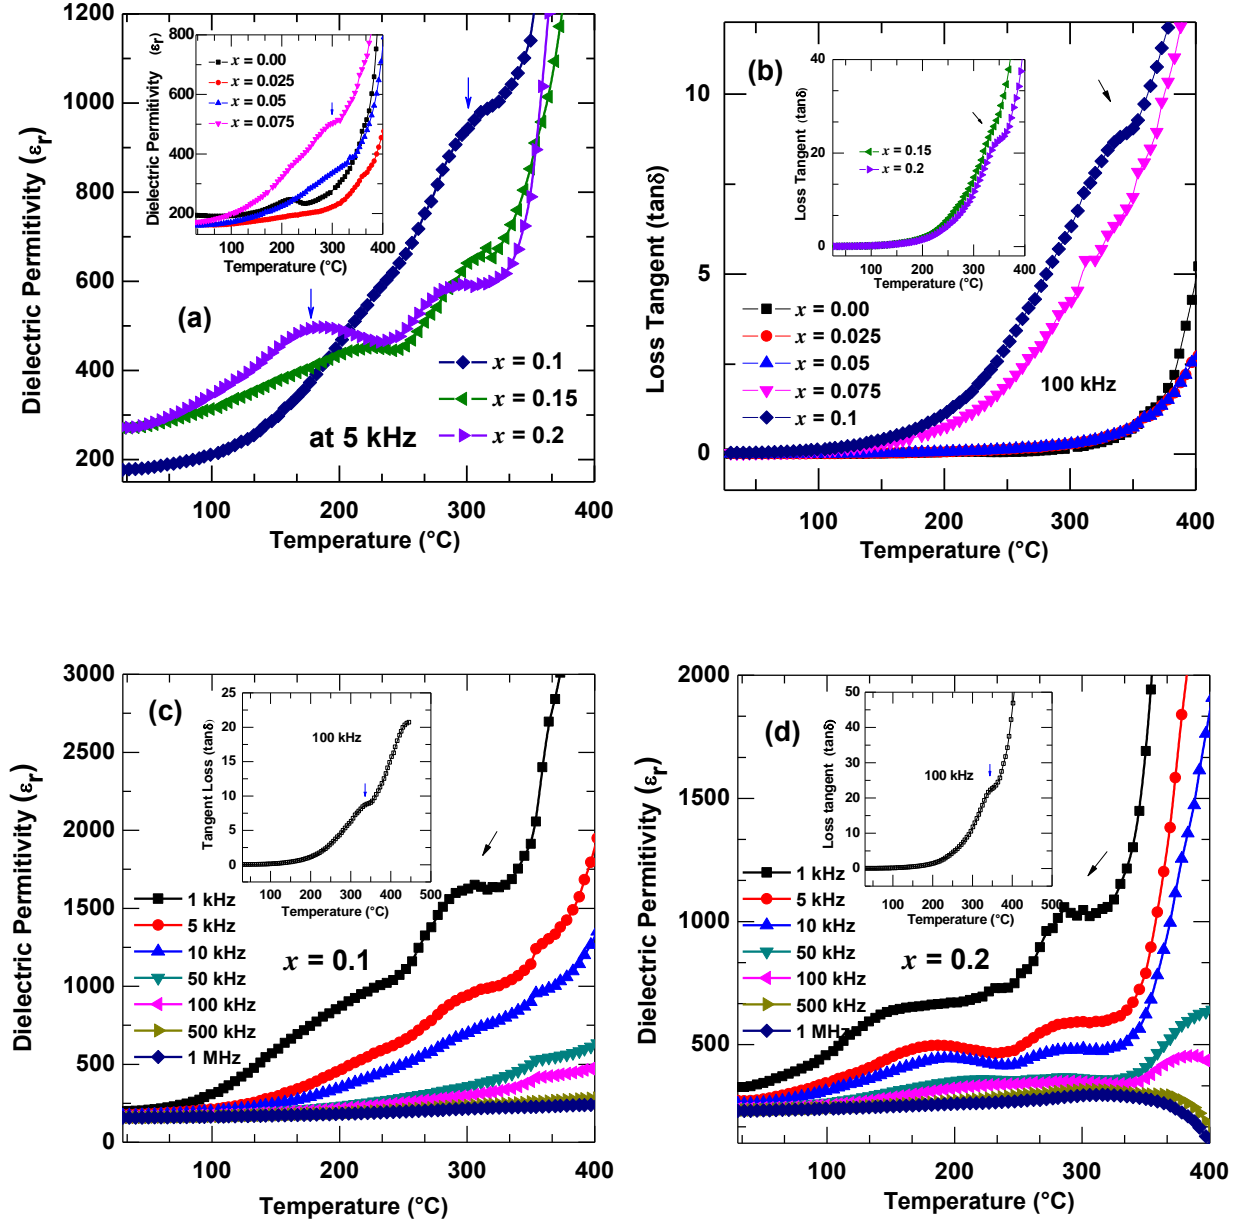 1200
1000
800
600
400
200
100
200
300
400
Dielectric Permitivity (εr)
Temperature (°C)
(a)
at 5 kHz
x = 0.1
x = 0.15
x = 0.2
800
600
400
200
100
200
300
400
Dielectric Permitivity (εr)
Temperature (°C)
x = 0.00
x = 0.025
x = 0.05
x = 0.075
10
5
0
100
200
300
400
Loss Tangent (tanδ)
Temperature (°C)
(b)
100 kHz
x = 0.00
x = 0.025
x = 0.05
x = 0.075
x = 0.1
40
20
0
0
100
200
300
400
Loss Tangent (tanδ)
Temperature (°C)
x = 0.15
x = 0.2
3000
2500
2000
1500
1000
500
0
100
200
300
400
Dielectric Permitivity (εr)
Temperature (°C)
(c)
x = 0.1
1 kHz
5 kHz
10 kHz
50 kHz
100 kHz
500 kHz
1 MHz
25
20
15
10
5
0
0
100
200
300
400
500
Tangent Loss (tanδ)
Temperature (°C)
100 kHz
2000
1500
1000
500
100
200
300
400
Dielectric Permitivity (εr)
Temperature (°C)
(d)
x = 0.2
1 kHz
5 kHz
10 kHz
50 kHz
100 kHz
500 kHz
1 MHz
50
40
30
20
10
0
0
100
200
300
400
500
Loss tangent (tanδ)
Temperature (°C)
100 kHz